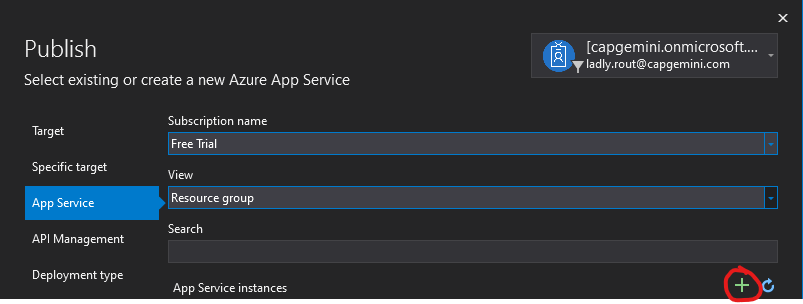 Publish
Select existing or create a new Azure App Service
[capgemini.onmicrosoft....
ladly.rout@capgemini.com
Target
Specific target
App Service
API Management
Deployment type
Subscription name
Free Trial
View
Resource group
Search
App Service instances